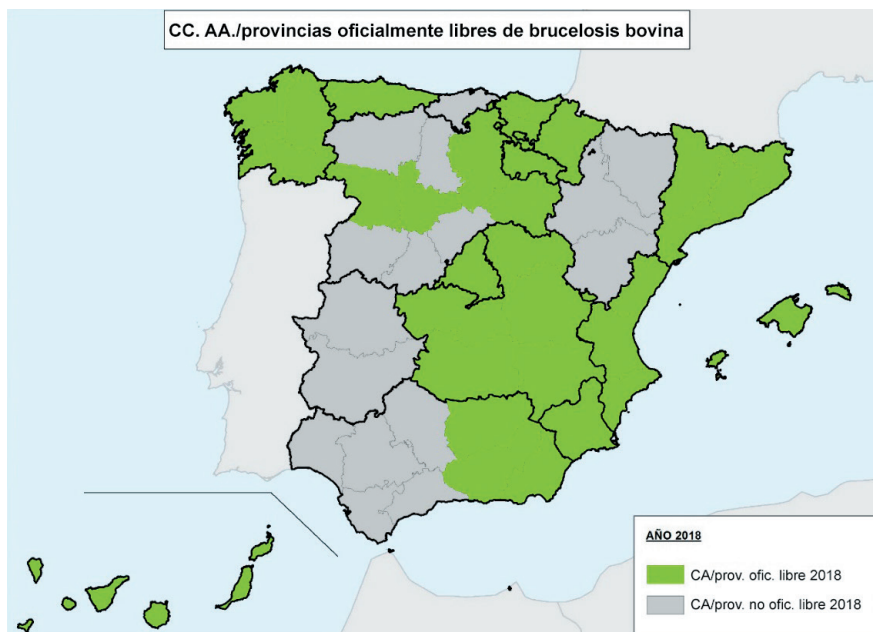 CC. AA./provincias oficialmente libres de brucelosis bovina
AÑO 2018
CA/prov. ofic. libre 2018
CA/prov. no ofic. libre 2018